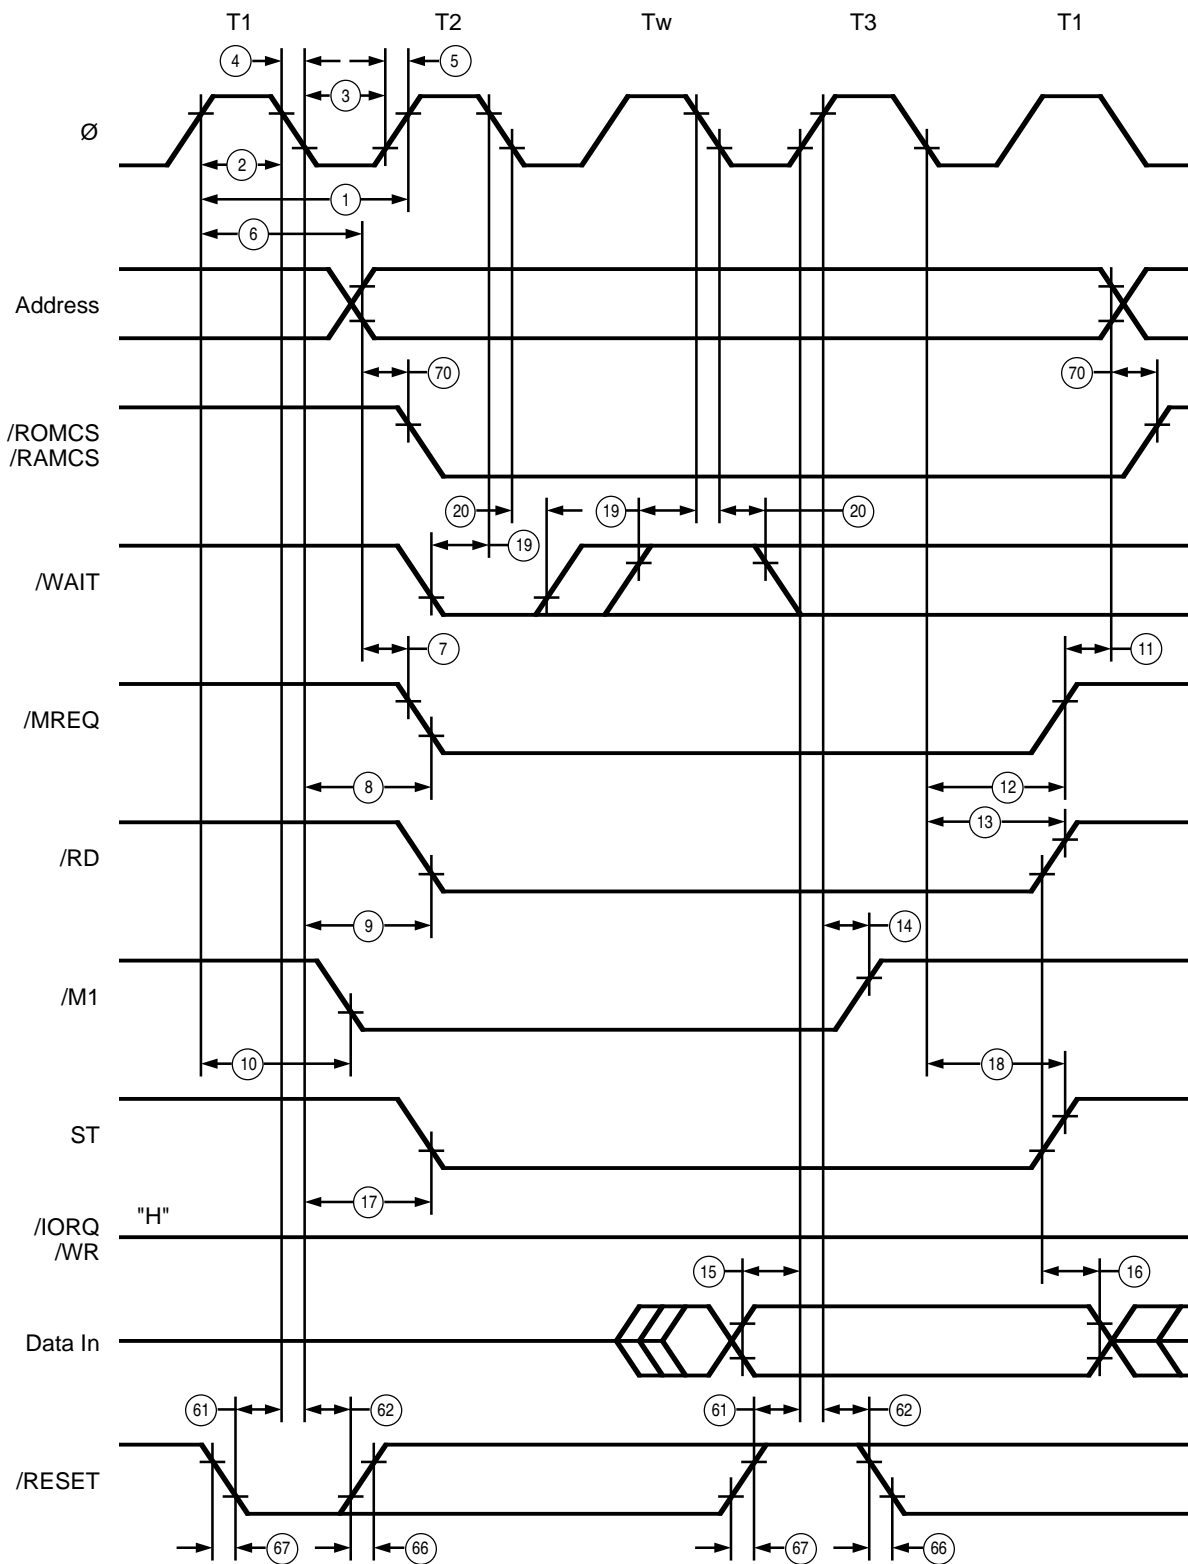 T1 T2 Tw T3 T1
4 5
3
Ø
2
1
6
Address
70 70
/ROMCS
/RAMCS
20 19 20
19
/WAIT
7 11
/MREQ
8 12
13
/RD
9 14
/M1
10 18
ST
17
"H"
/IORQ
/WR
15 16
Data In
61 62 61 62
/RESET
67 66 67 66